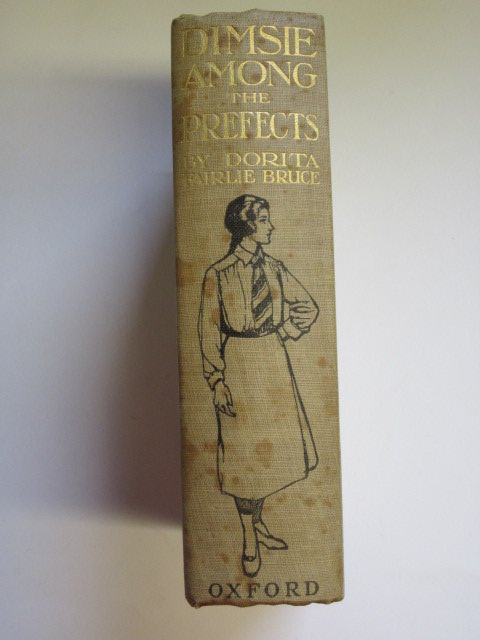 DIMSIE
AMONG
THE
PREFECTS
BY DORITA
FAIRLIE BRUCE
OXFORD